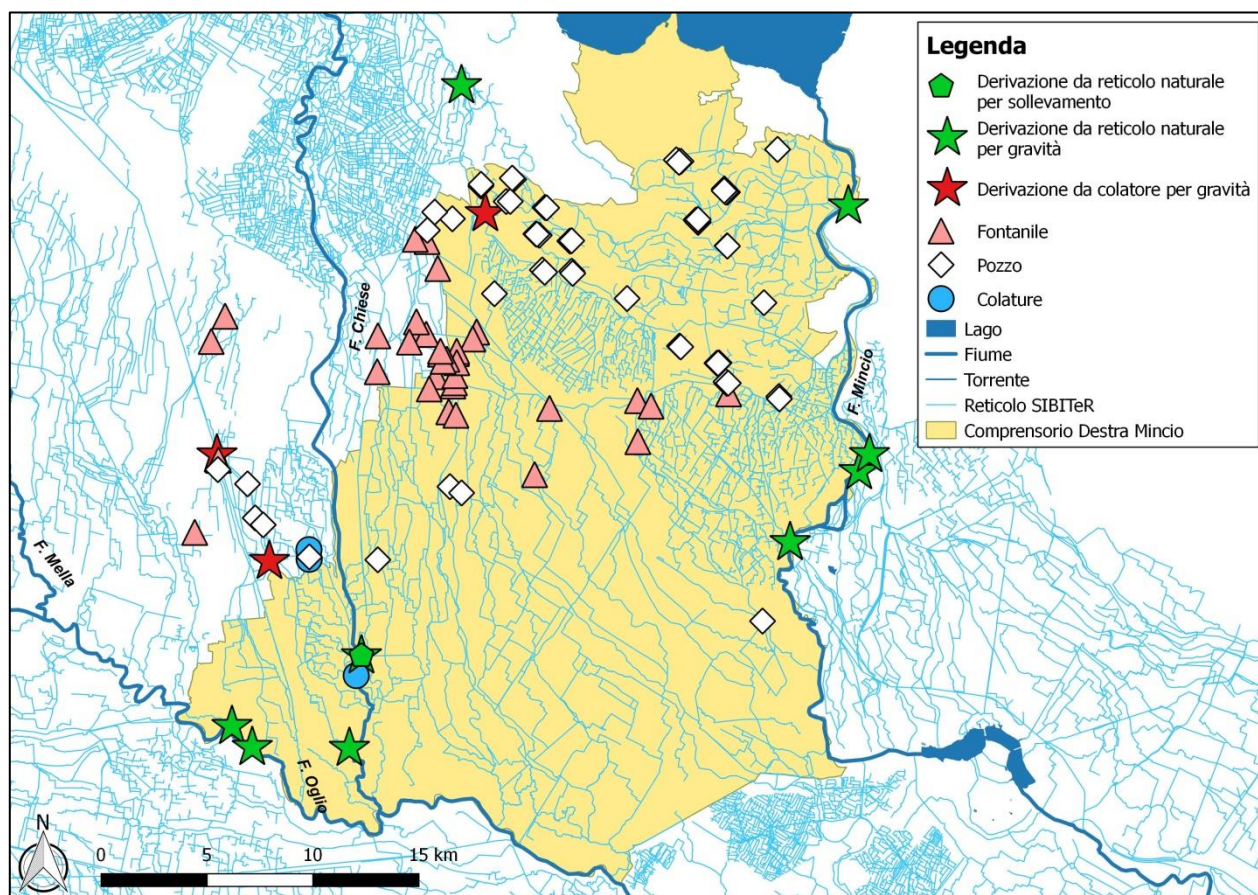 Legenda
Derivazione da reticolo naturale
per sollevamento
Derivazione da reticolo naturale
per gravità
Derivazione da colatore per gravità
Fontanile
Pozzo
Colature
Lago
Fiume
Torrente
Reticolo SIBITeR
Comprensorio Destra Mincio
F. Chiese
F. Mincio
F. Mella
F. Oglio
N
0 5 10 15 km